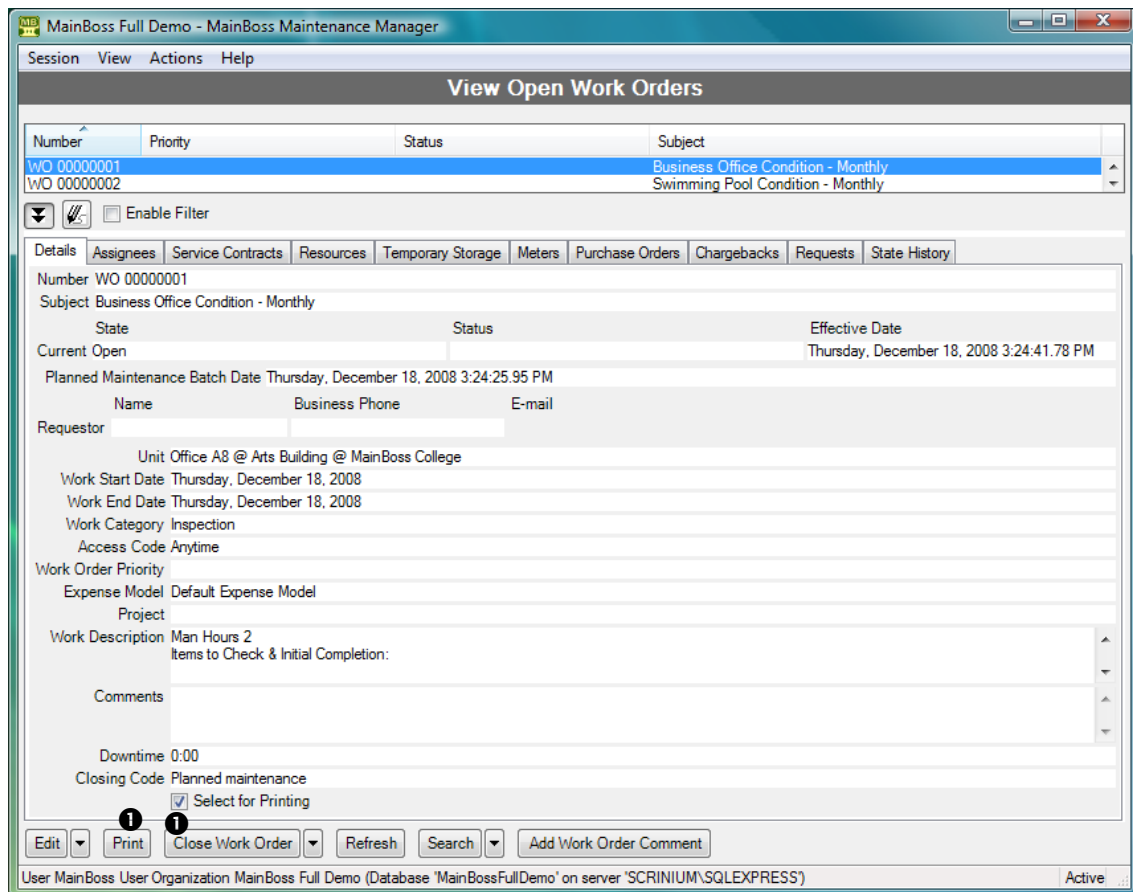 MainBoss Full Demo - MainBoss Maintenance Manager
Session View Actions Help
View Open Work Orders
Number Priority Status Subject
WO 00000001 Business Office Condition - Monthly
WO 00000002 Swimming Pool Condition - Monthly
Enable Filter
Details Assignees Service Contracts Resources Temporary Storage Meters Purchase Orders Chargebacks Requests State History
Number WO 00000001
Subject Business Office Condition - Monthly
State Status Effective Date
Current Open Thursday, December 18, 2008 3:24:41.78 PM
Planned Maintenance Batch Date Thursday, December 18, 2008 3:24:25.95 PM
Name Business Phone E-mail
Requestor
Unit Office A8 @ Arts Building @ MainBoss College
Work Start Date Thursday, December 18, 2008
Work End Date Thursday, December 18, 2008
Work Category Inspection
Access Code Anytime
Work Order Priority
Expense Model Default Expense Model
Project
Work Description Man Hours 2
Items to Check & Initial Completion:
Comments
Downtime 0:00
Closing Code Planned maintenance
Select for Printing
❶ ❶
Edit Print Close Work Order Refresh Search Add Work Order Comment
User MainBoss User Organization MainBoss Full Demo (Database 'MainBossFullDemo' on server 'SCRINIUM\SQLEXPRESS') Active